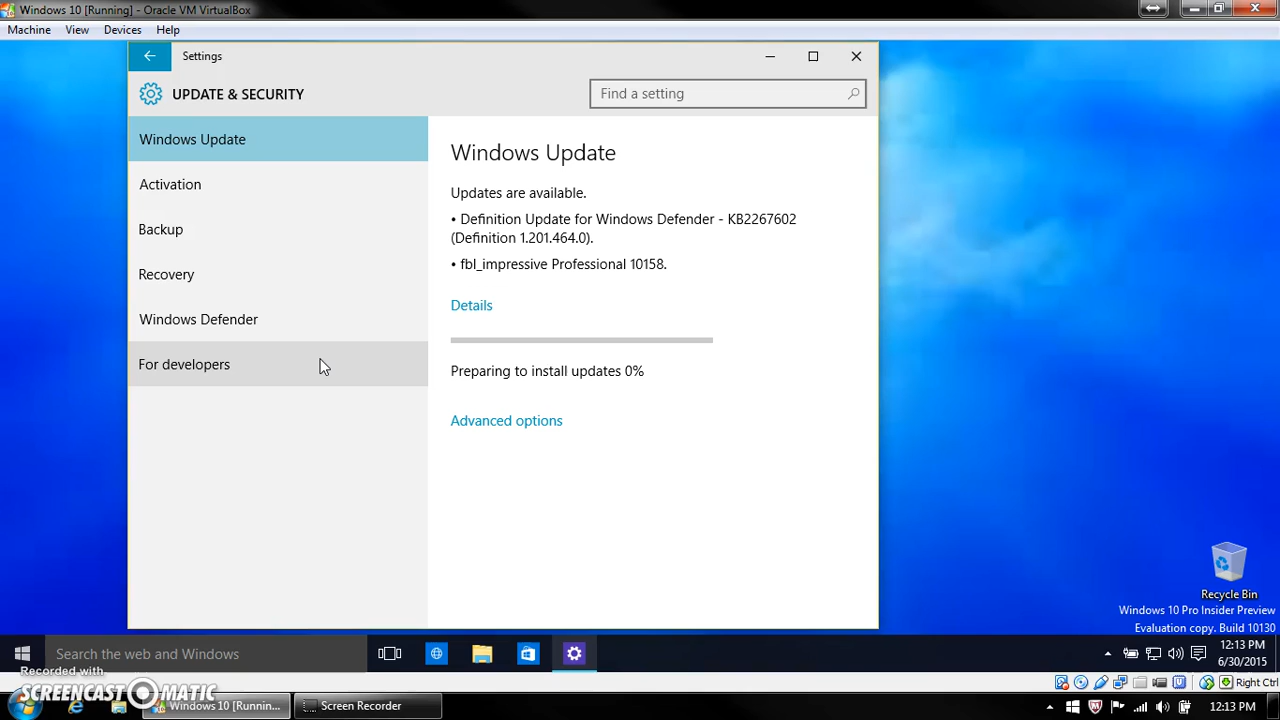 Windows 10 [Running] - Oracle VM VirtualBox
Machine View Devices Help
Settings
UPDATE & SECURITY
Find a setting
Windows Update
Activation
Backup
Recovery
Windows Defender
For developers
Windows Update
Updates are available.
• Definition Update for Windows Defender - KB2267602
(Definition 1.201.464.0).
• fbl_impressive Professional 10158.
Details
Preparing to install updates 0%
Advanced options
Recycle Bin
Windows 10 Pro Insider Preview
Evaluation copy. Build 10130
Search the web and Windows
12:13 PM
6/30/2015
Recorded with
SCREENCAST MATIC
Right Ctrl
Windows 10 [Runnin...
Screen Recorder
12:13 PM